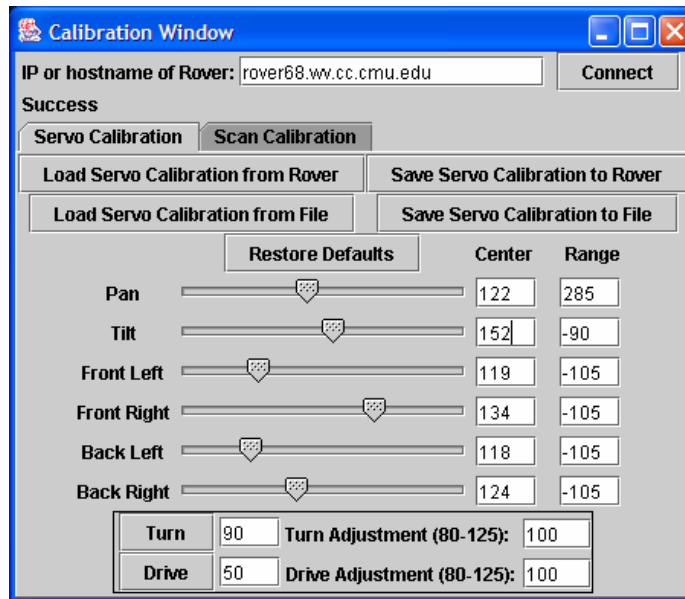 Calibration Window
IP or hostname of Rover: rover68.wv.cc.cmu.edu Connect
Success
Servo Calibration Scan Calibration
Load Servo Calibration from Rover Save Servo Calibration to Rover
Load Servo Calibration from File Save Servo Calibration to File
Restore Defaults Center Range
Pan 122 285
Tilt 152 -90
Front Left 119 -105
Front Right 134 -105
Back Left 118 -105
Back Right 124 -105
Turn 90 Turn Adjustment (80-125): 100
Drive 50 Drive Adjustment (80-125): 100